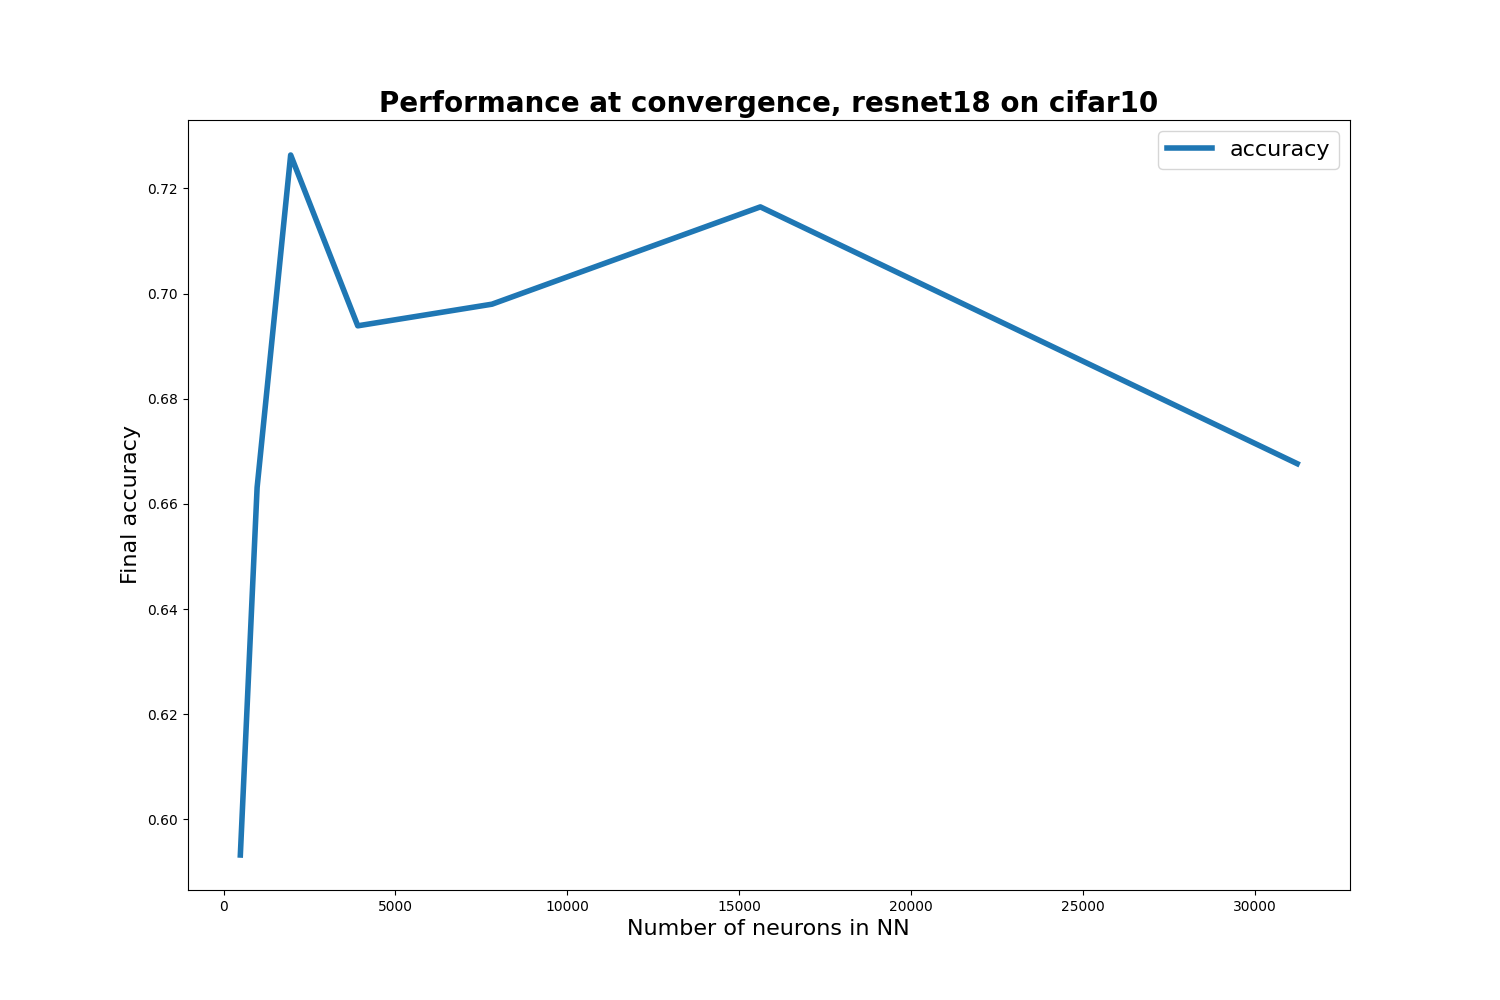 Performance at convergence, resnet18 on cifar10
accuracy
0.72
0.70
0.68
0.66
0.64
0.62
0.60
Final accuracy
0 5000 10000 15000 20000 25000 30000
Number of neurons in NN